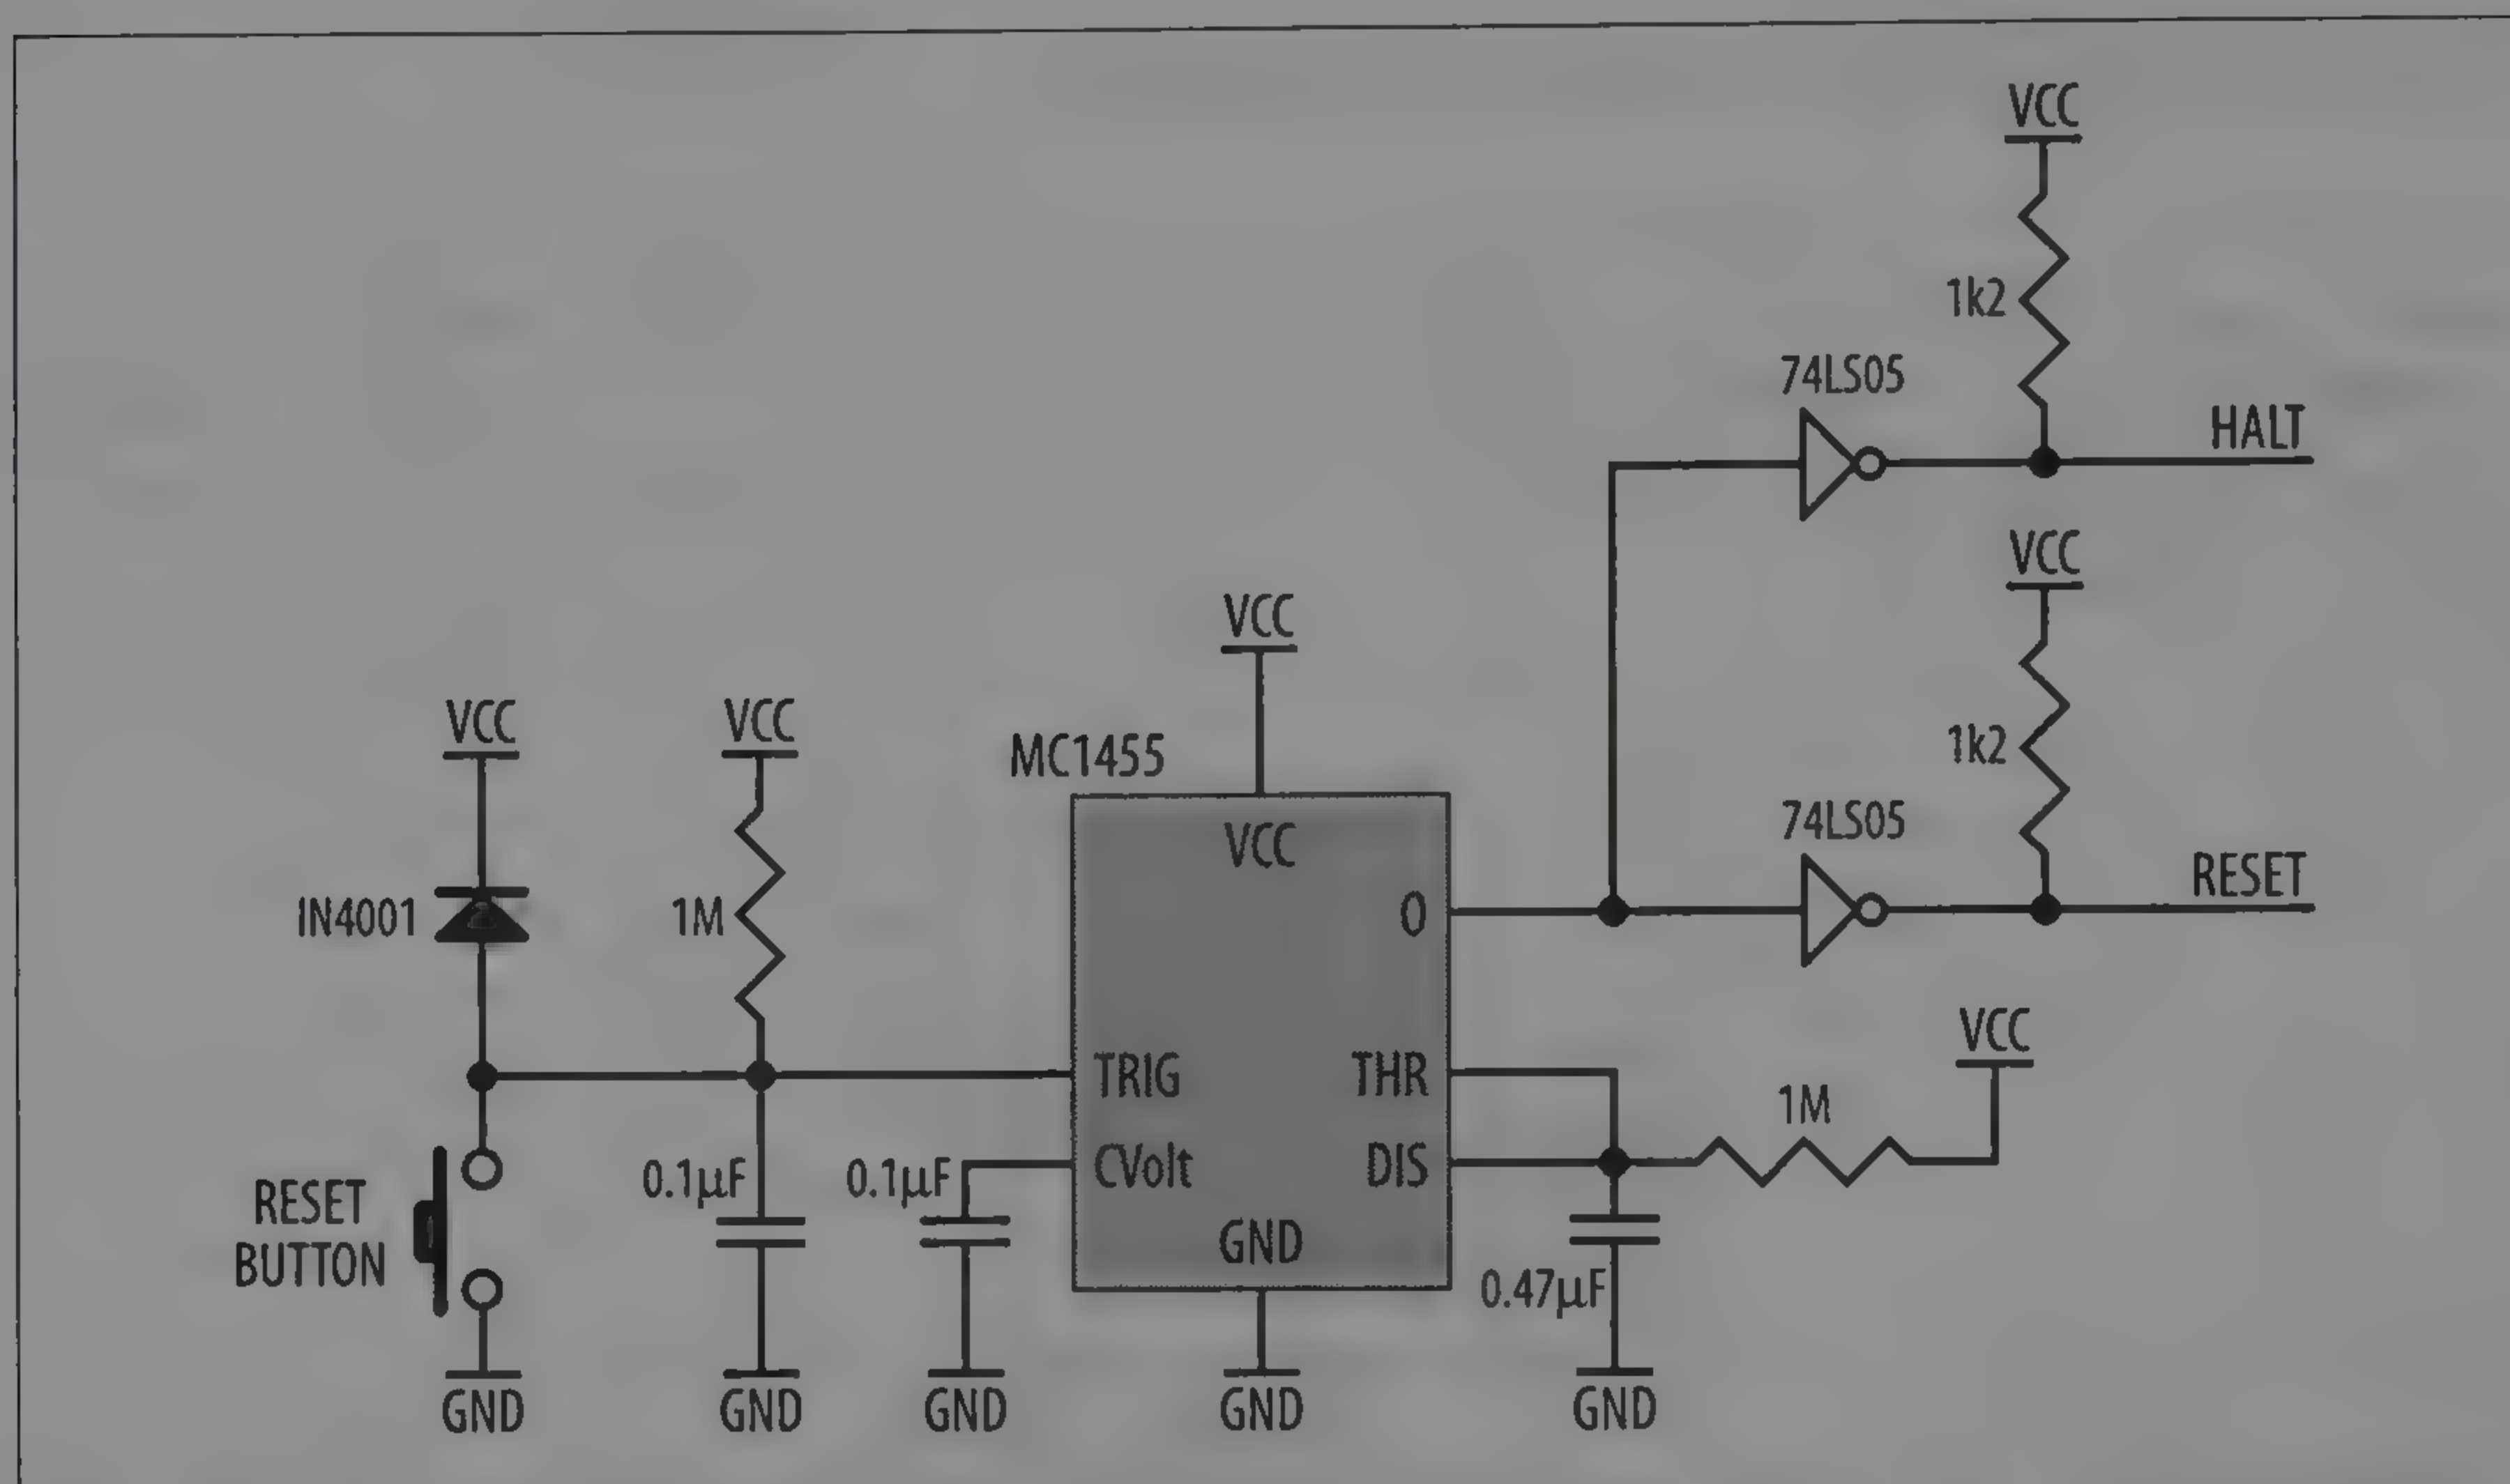 VCC
1k2
74LS05
HALT
VCC
VCC
1k2
VCC
VCC
MC1455
74LS05
VCC
RESET
IN4001
1M
O
VCC
TRIG
THR
1M
CVolt
DIS
0.1µF
0.1µF
RESET
BUTTON
GND
0.47µF
GND
GND
GND
GND
GND